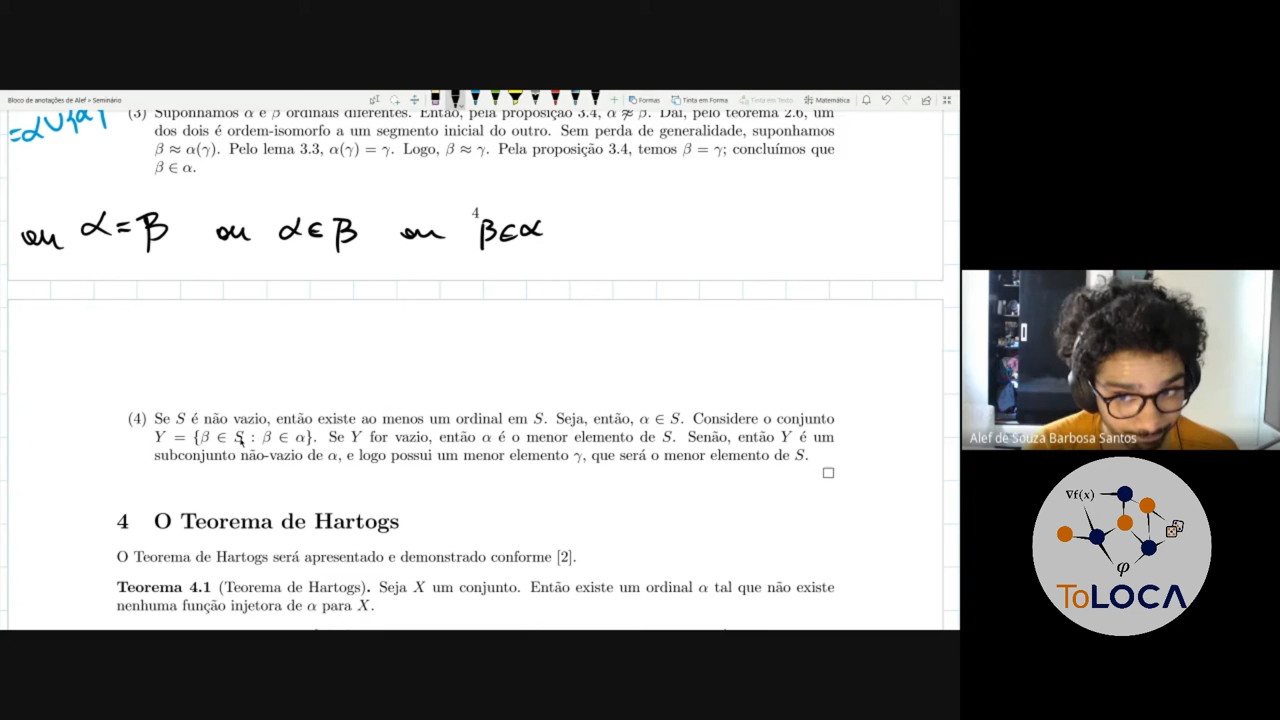 Bloco de anotações de Alef » Seminário
Formas Tinta em Forma Tinta em Texto Matemática
=α∪{α}
(3) Suponhamos α e β ordinais diferentes. Então, pela proposição 3.4, α ≉ β. Daí, pelo teorema 2.6, um
dos dois é ordem-isomorfo a um segmento inicial do outro. Sem perda de generalidade, suponhamos
β ≈ α(γ). Pelo lema 3.3, α(γ) = γ. Logo, β ≈ γ. Pela proposição 3.4, temos β = γ; concluímos que
β ∈ α.
4
ou α=β ou α∈β ou β∈α
(4) Se S é não vazio, então existe ao menos um ordinal em S. Seja, então, α ∈ S. Considere o conjunto
Y = {β ∈ S : β ∈ α}. Se Y for vazio, então α é o menor elemento de S. Senão, então Y é um
subconjunto não-vazio de α, e logo possui um menor elemento γ, que será o menor elemento de S.
□
4 O Teorema de Hartogs
O Teorema de Hartogs será apresentado e demonstrado conforme [2].
Teorema 4.1 (Teorema de Hartogs). Seja X um conjunto. Então existe um ordinal α tal que não existe
nenhuma função injetora de α para X.
Alef de Souza Barbosa Santos
∇f(x)
φ
ToLOCA